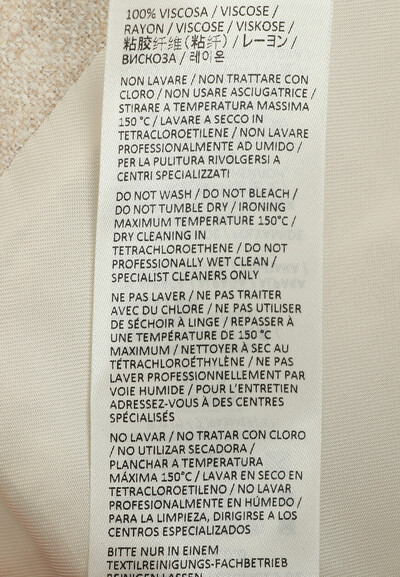 100% VISCOSA / VISCOSE /
RAYON / VISCOSE / VISKOSE /
粘胶纤维(粘纤) / レーヨン /
ВИСКОЗА / 레이온
NON LAVARE / NON TRATTARE CON
CLORO / NON USARE ASCIUGATRICE /
STIRARE A TEMPERATURA MASSIMA
150 °C / LAVARE A SECCO IN
TETRACLOROETILENE / NON LAVARE
PROFESSIONALMENTE AD UMIDO /
PER LA PULITURA RIVOLGERSI A
CENTRI SPECIALIZZATI
DO NOT WASH / DO NOT BLEACH /
DO NOT TUMBLE DRY / IRONING
MAXIMUM TEMPERATURE 150°C /
DRY CLEANING IN
TETRACHLOROETHENE / DO NOT
PROFESSIONALLY WET CLEAN /
SPECIALIST CLEANERS ONLY
NE PAS LAVER / NE PAS TRAITER
AVEC DU CHLORE / NE PAS UTILISER
DE SÉCHOIR À LINGE / REPASSER À
UNE TEMPÉRATURE DE 150 °C
MAXIMUM / NETTOYER À SEC AU
TÉTRACHLOROÉTHYLÈNE / NE PAS
LAVER PROFESSIONNELLEMENT PAR
VOIE HUMIDE / POUR L'ENTRETIEN
ADRESSEZ-VOUS À DES CENTRES
SPÉCIALISÉS
NO LAVAR / NO TRATAR CON CLORO
/ NO UTILIZAR SECADORA /
PLANCHAR A TEMPERATURA
MÁXIMA 150°C / LAVAR EN SECO EN
TETRACLOROETILENO / NO LAVAR
PROFESIONALMENTE EN HÚMEDO /
PARA LA LIMPIEZA, DIRIGIRSE A LOS
CENTROS ESPECIALIZADOS
BITTE NUR IN EINEM
TEXTILREINIGUNGS-FACHBETRIEB
REINIGEN LASSEN